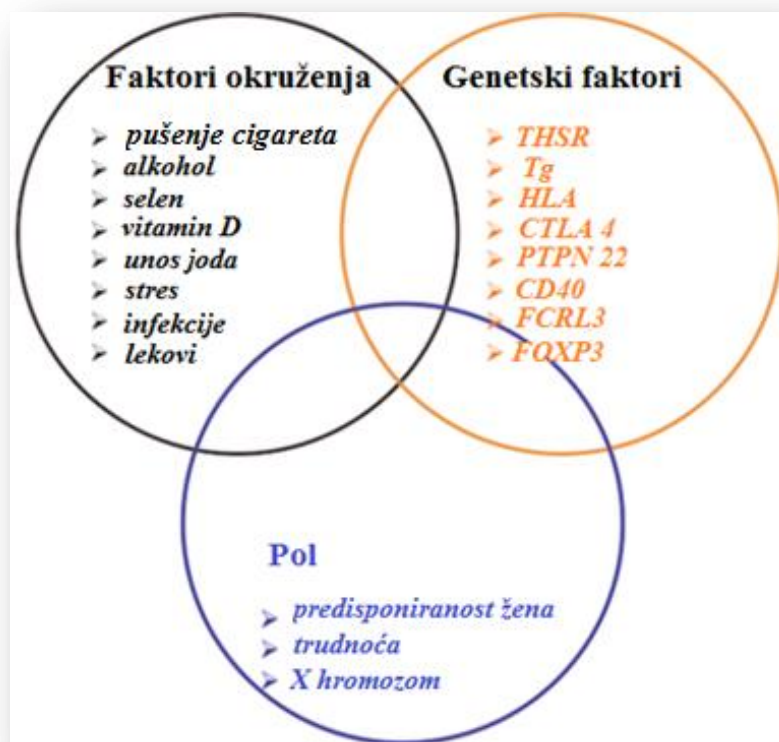 Faktori okruženja
pušenje cigareta
alkohol
selen
vitamin D
unos joda
stres
infekcije
lekovi
Genetski faktori
THSR
Tg
HLA
CTLA 4
PTPN 22
CD40
FCRL3
FOXP3
Pol
predisponiranost žena
trudnoća
X hromozom